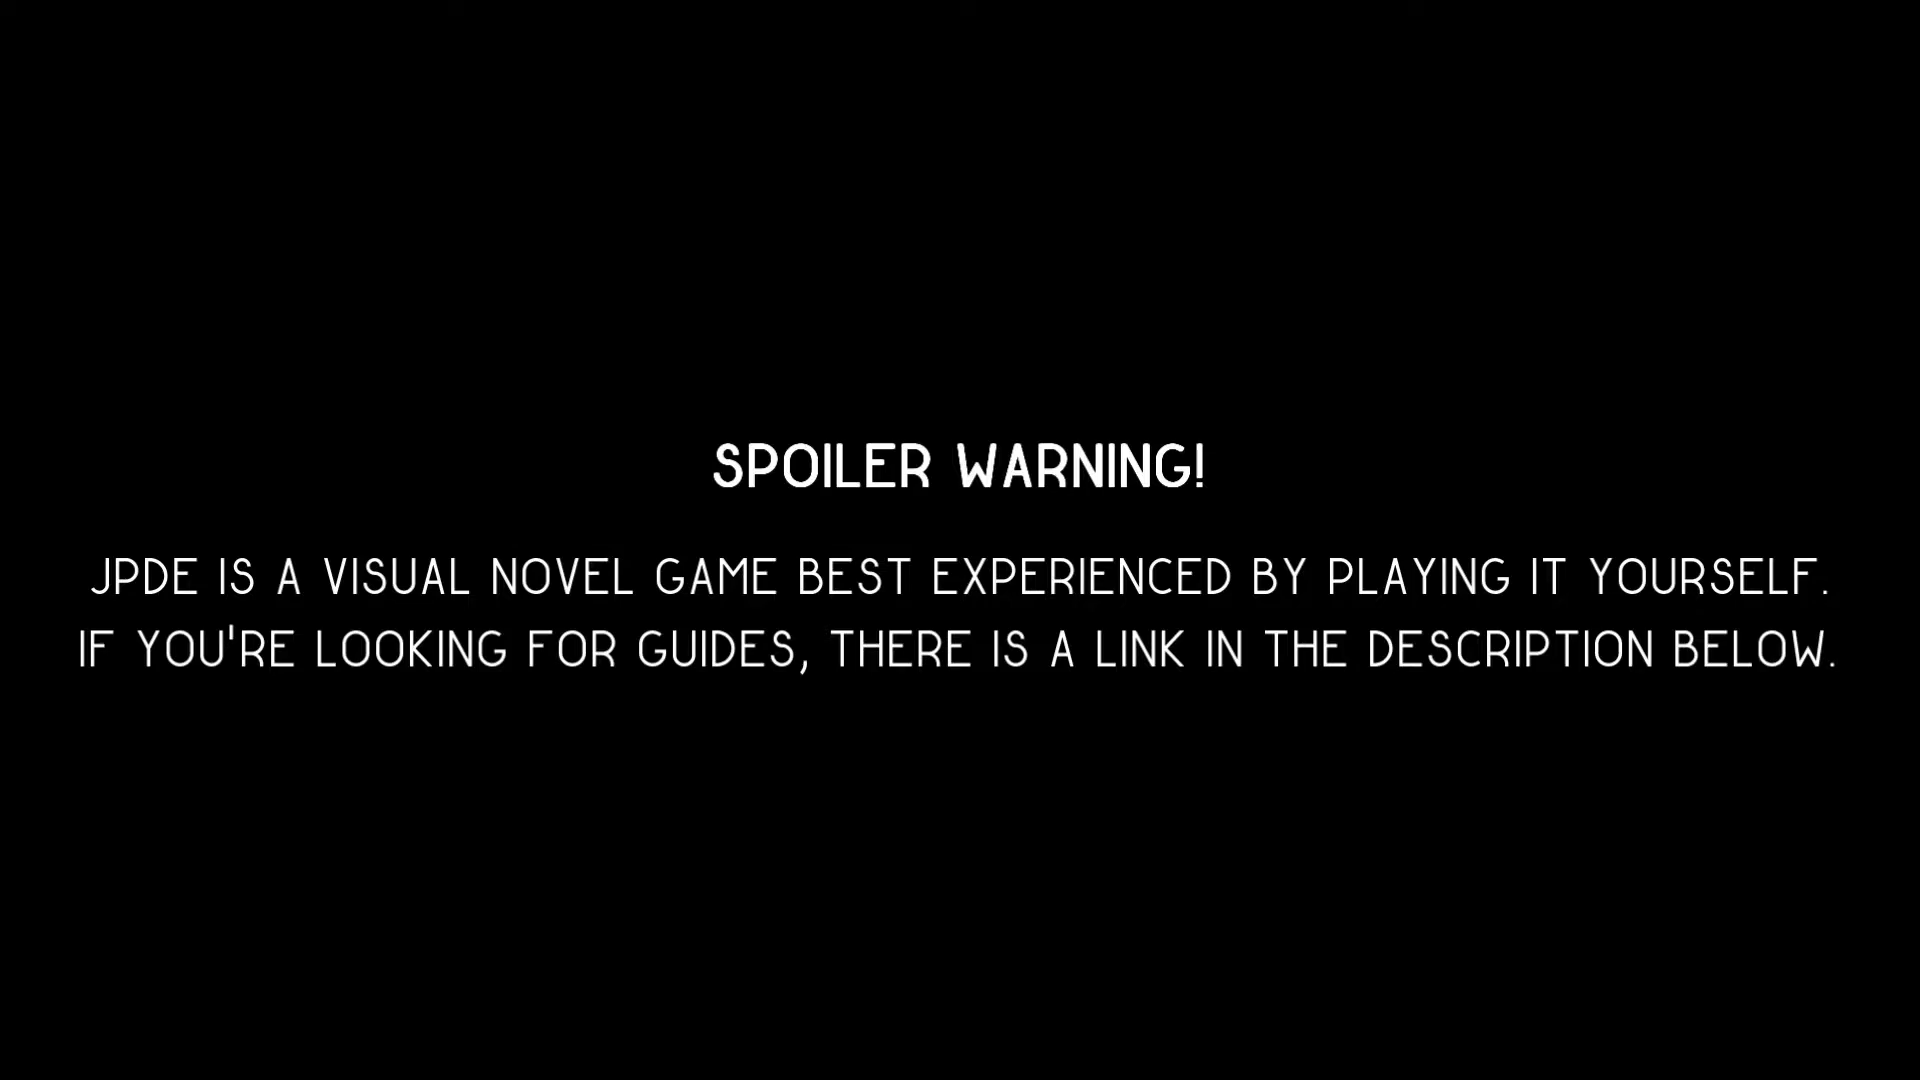 SPOILER WARNING!
JPDE IS A VISUAL NOVEL GAME BEST EXPERIENCED BY PLAYING IT YOURSELF.
IF YOU'RE LOOKING FOR GUIDES, THERE IS A LINK IN THE DESCRIPTION BELOW.